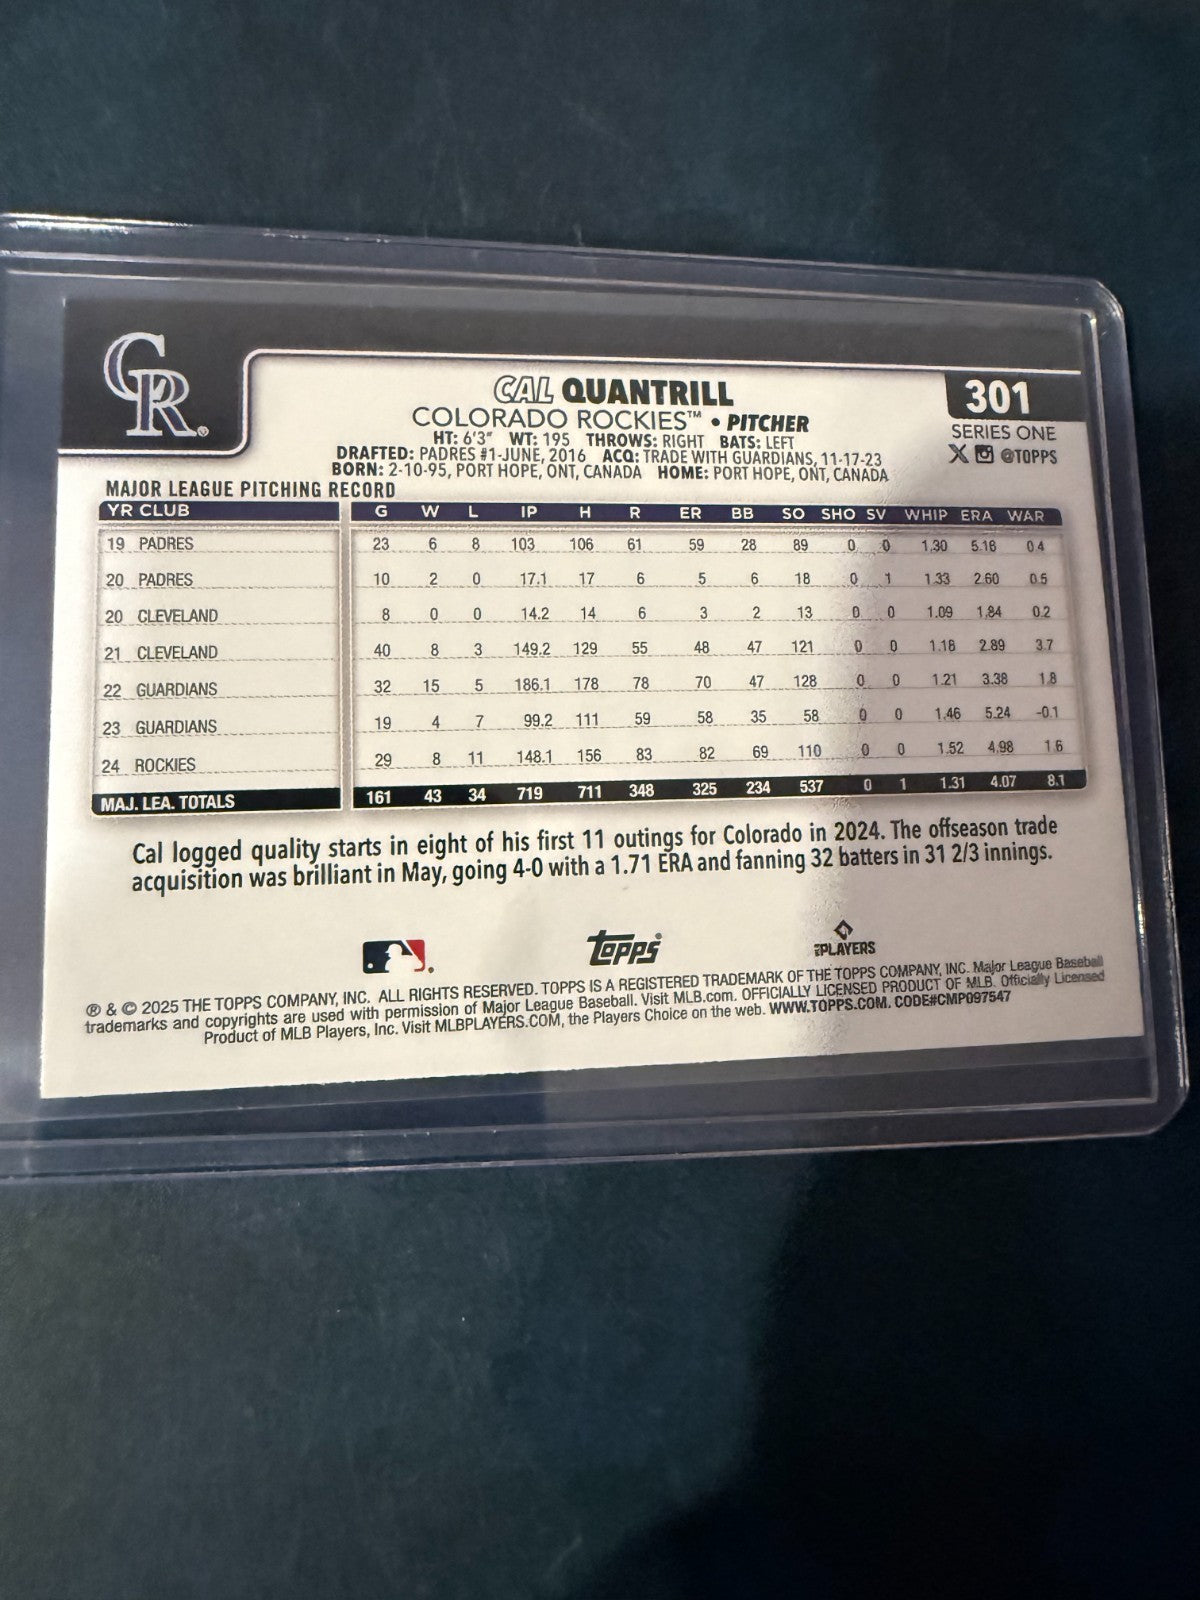 CR®
CAL QUANTRILL
301
COLORADO ROCKIES™ • PITCHER
SERIES ONE
HT: 6'3" WT: 195 THROWS: RIGHT BATS: LEFT
@TOPPS
DRAFTED: PADRES #1-JUNE, 2016 ACQ: TRADE WITH GUARDIANS, 11-17-23
BORN: 2-10-95, PORT HOPE, ONT, CANADA HOME: PORT HOPE, ONT, CANADA
MAJOR LEAGUE PITCHING RECORD
YR CLUB G W L IP H R ER BB SO SHO SV WHIP ERA WAR
19 PADRES 23 6 8 103 106 61 59 28 89 0 0 1.30 5.16 0.4
20 PADRES 10 2 0 17.1 17 6 5 6 18 0 1 1.33 2.60 0.5
20 CLEVELAND 8 0 0 14.2 14 6 3 2 13 0 0 1.09 1.84 0.2
21 CLEVELAND 40 8 3 149.2 129 55 48 47 121 0 0 1.18 2.89 3.7
22 GUARDIANS 32 15 5 186.1 178 78 70 47 128 0 0 1.21 3.38 1.8
23 GUARDIANS 19 4 7 99.2 111 59 58 35 58 0 0 1.46 5.24 -0.1
24 ROCKIES 29 8 11 148.1 156 83 82 69 110 0 0 1.52 4.98 1.6
MAJ. LEA. TOTALS 161 43 34 719 711 348 325 234 537 0 1 1.31 4.07 8.1
Cal logged quality starts in eight of his first 11 outings for Colorado in 2024. The offseason trade
acquisition was brilliant in May, going 4-0 with a 1.71 ERA and fanning 32 batters in 31 2/3 innings.
topps®
PLAYERS
® & © 2025 THE TOPPS COMPANY, INC. ALL RIGHTS RESERVED. TOPPS IS A REGISTERED TRADEMARK OF THE TOPPS COMPANY, INC. Major League Baseball
trademarks and copyrights are used with permission of Major League Baseball. Visit MLB.com. OFFICIALLY LICENSED PRODUCT OF MLB. Officially Licensed
Product of MLB Players, Inc. Visit MLBPLAYERS.COM, the Players Choice on the web. WWW.TOPPS.COM. CODE#CMP097547